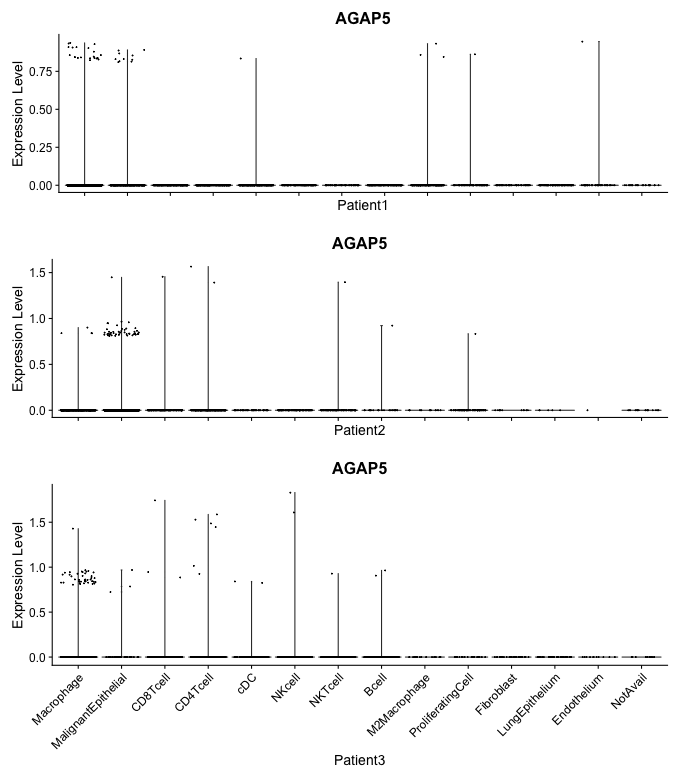 AGAP5
Expression Level
0.75
0.50
0.25
0.00
Patient1
AGAP5
Expression Level
1.5
1.0
0.5
0.0
Patient2
AGAP5
Expression Level
1.5
1.0
0.5
0.0
Macrophage
MalignantEpithelial
CD8Tcell
CD4Tcell
cDC
NKcell
NKTcell
Bcell
M2Macrophage
ProliferatingCell
Fibroblast
LungEpithelium
Endothelium
NotAvail
Patient3